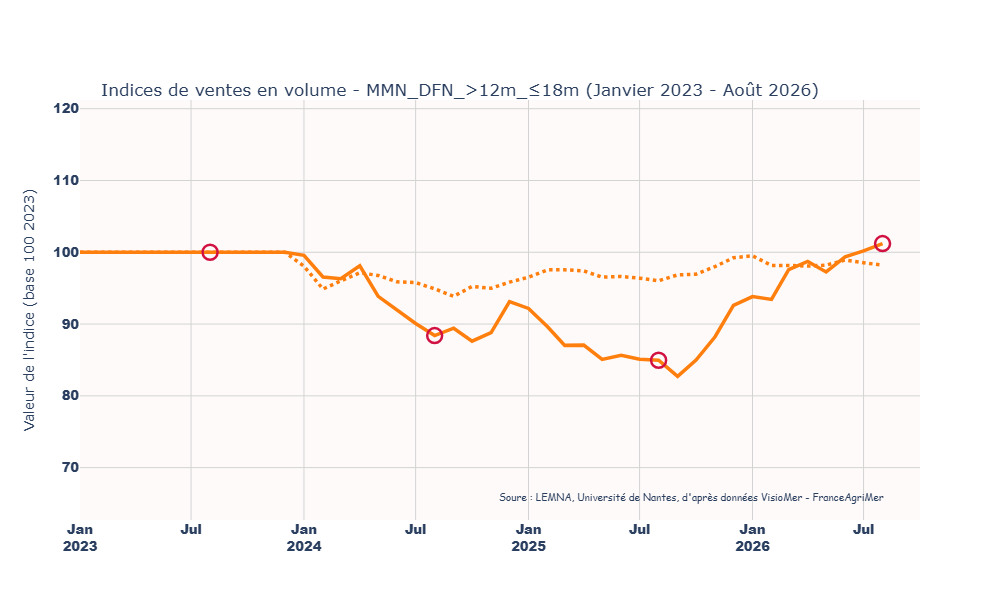 Indices de ventes en volume - MMN_DFN_>12m_≤18m (Janvier 2023 - Août 2026)
Valeur de l'indice (base 100 2023)
120
110
100
90
80
70
Soure : LEMNA, Université de Nantes, d'après données VisioMer - FranceAgriMer
Jan Jul Jan Jul Jan Jul Jan Jul
2023 2024 2025 2026